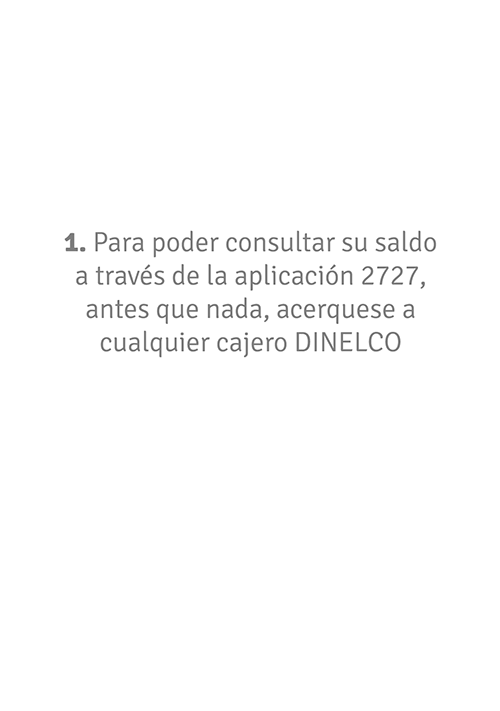 1. Para poder consultar su saldo
a través de la aplicación 2727,
antes que nada, acerquese a
cualquier cajero DINELCO